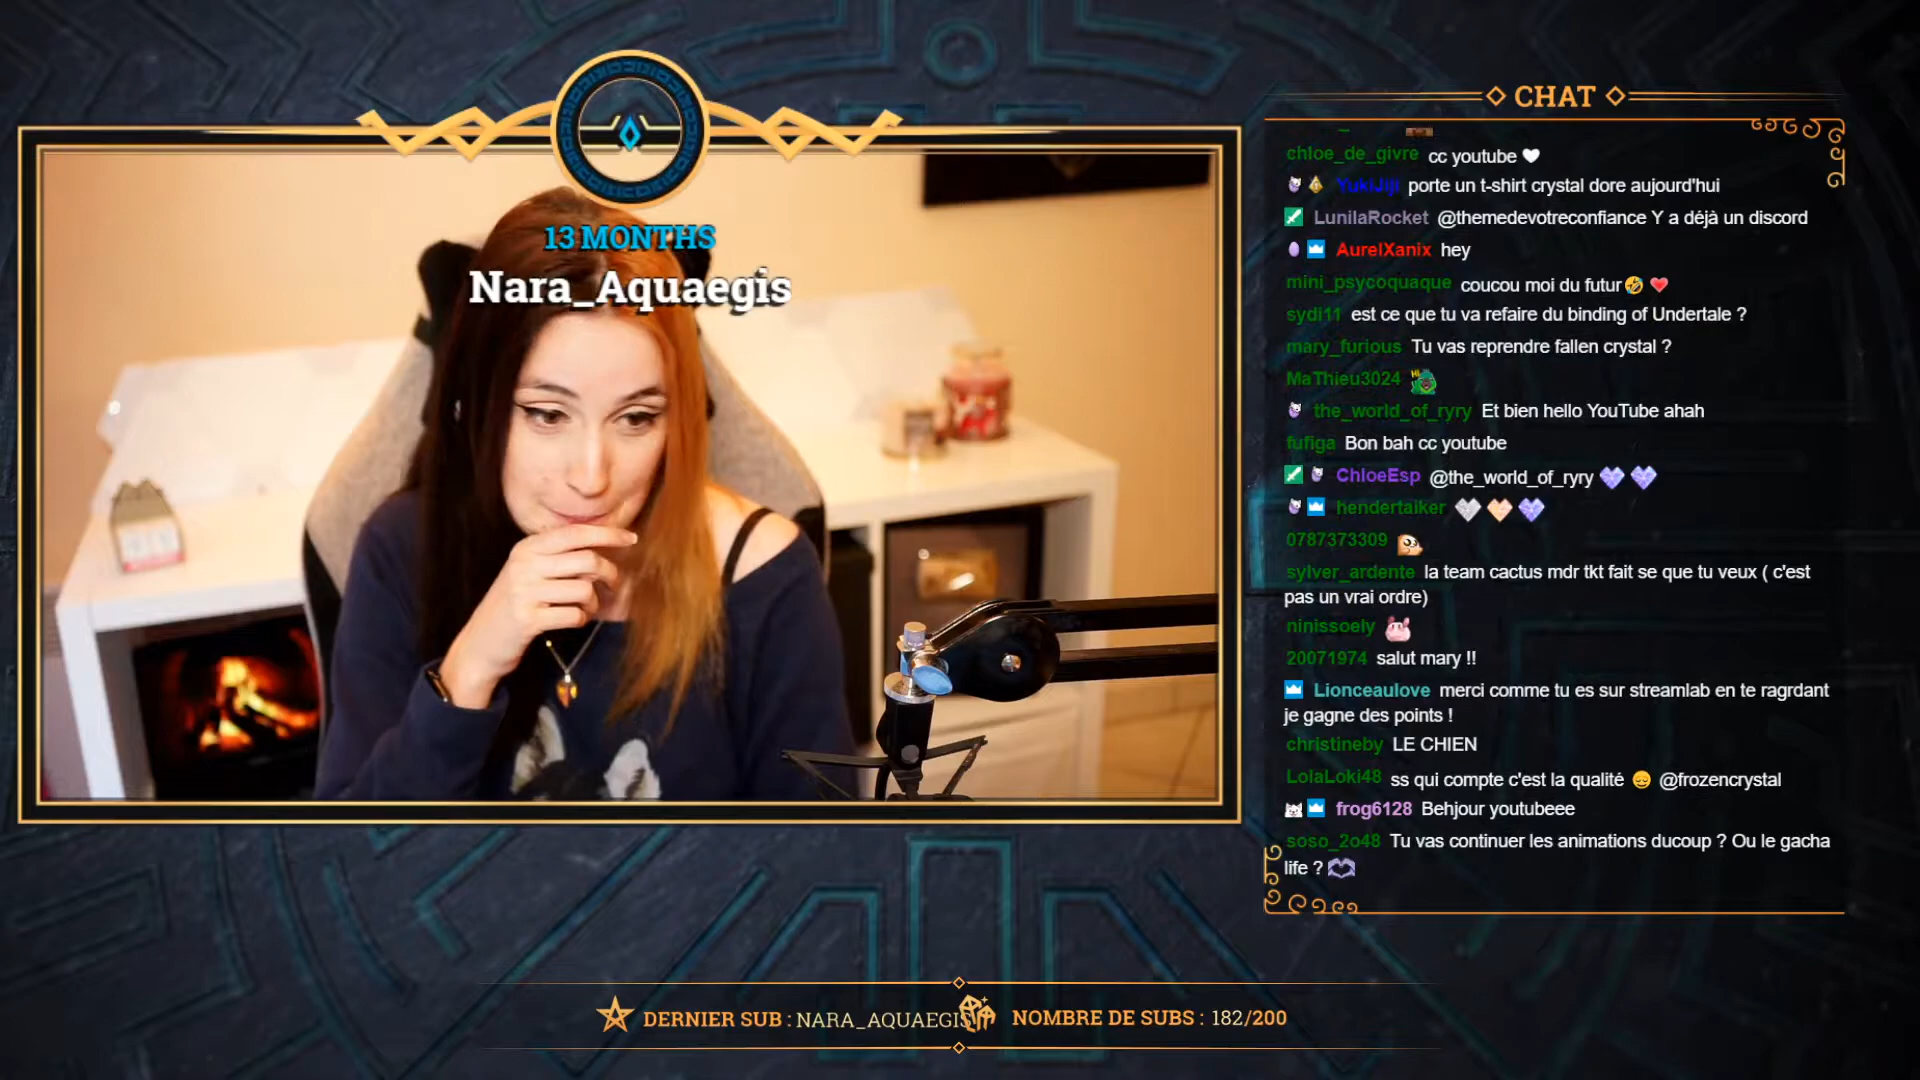 13 MONTHS
Nara_Aquaegis
CHAT
chloe_de_givre cc youtube
YukiJiji porte un t-shirt crystal dore aujourd'hui
LunilaRocket @themedevotreconfiance Y a déjà un discord
AurelXanix hey
mini_psycoquaque coucou moi du futur
sydi11 est ce que tu va refaire du binding of Undertale ?
mary_furious Tu vas reprendre fallen crystal ?
MaThieu3024
the_world_of_ryry Et bien hello YouTube ahah
fufiga Bon bah cc youtube
ChloeEsp @the_world_of_ryry
hendertalker
0787373309
sylver_ardente la team cactus mdr tkt fait se que tu veux ( c'est
pas un vrai ordre)
ninissoely
20071974 salut mary !!
Lionceaulove merci comme tu es sur streamlab en te ragrdant
je gagne des points !
christineby LE CHIEN
LolaLoki48 ss qui compte c'est la qualité @frozencrystal
frog6128 Behjour youtubeee
soso_2o48 Tu vas continuer les animations ducoup ? Ou le gacha
life ?
DERNIER SUB : NARA_AQUAEGIS NOMBRE DE SUBS : 182/200